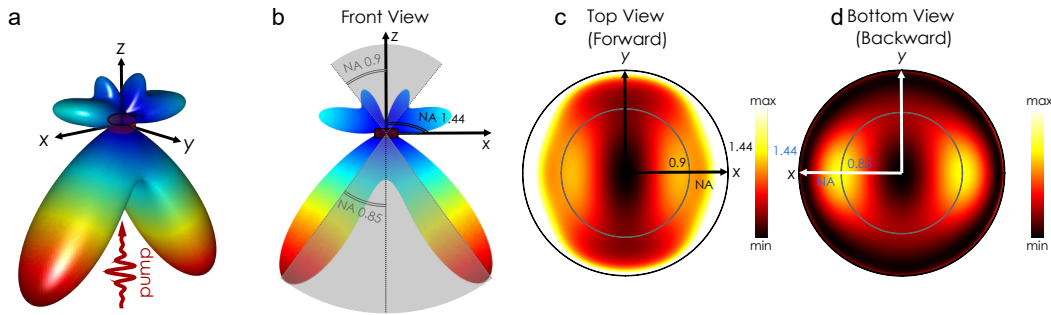 a
z
x
y
pump
b
Front View
z
NA 0.9
NA 1.44
x
NA 0.85
c
Top View
(Forward)
y
0.9
x
NA
1.44
max
min
d
Bottom View
(Backward)
y
1.44
0.85
x
NA
max
min